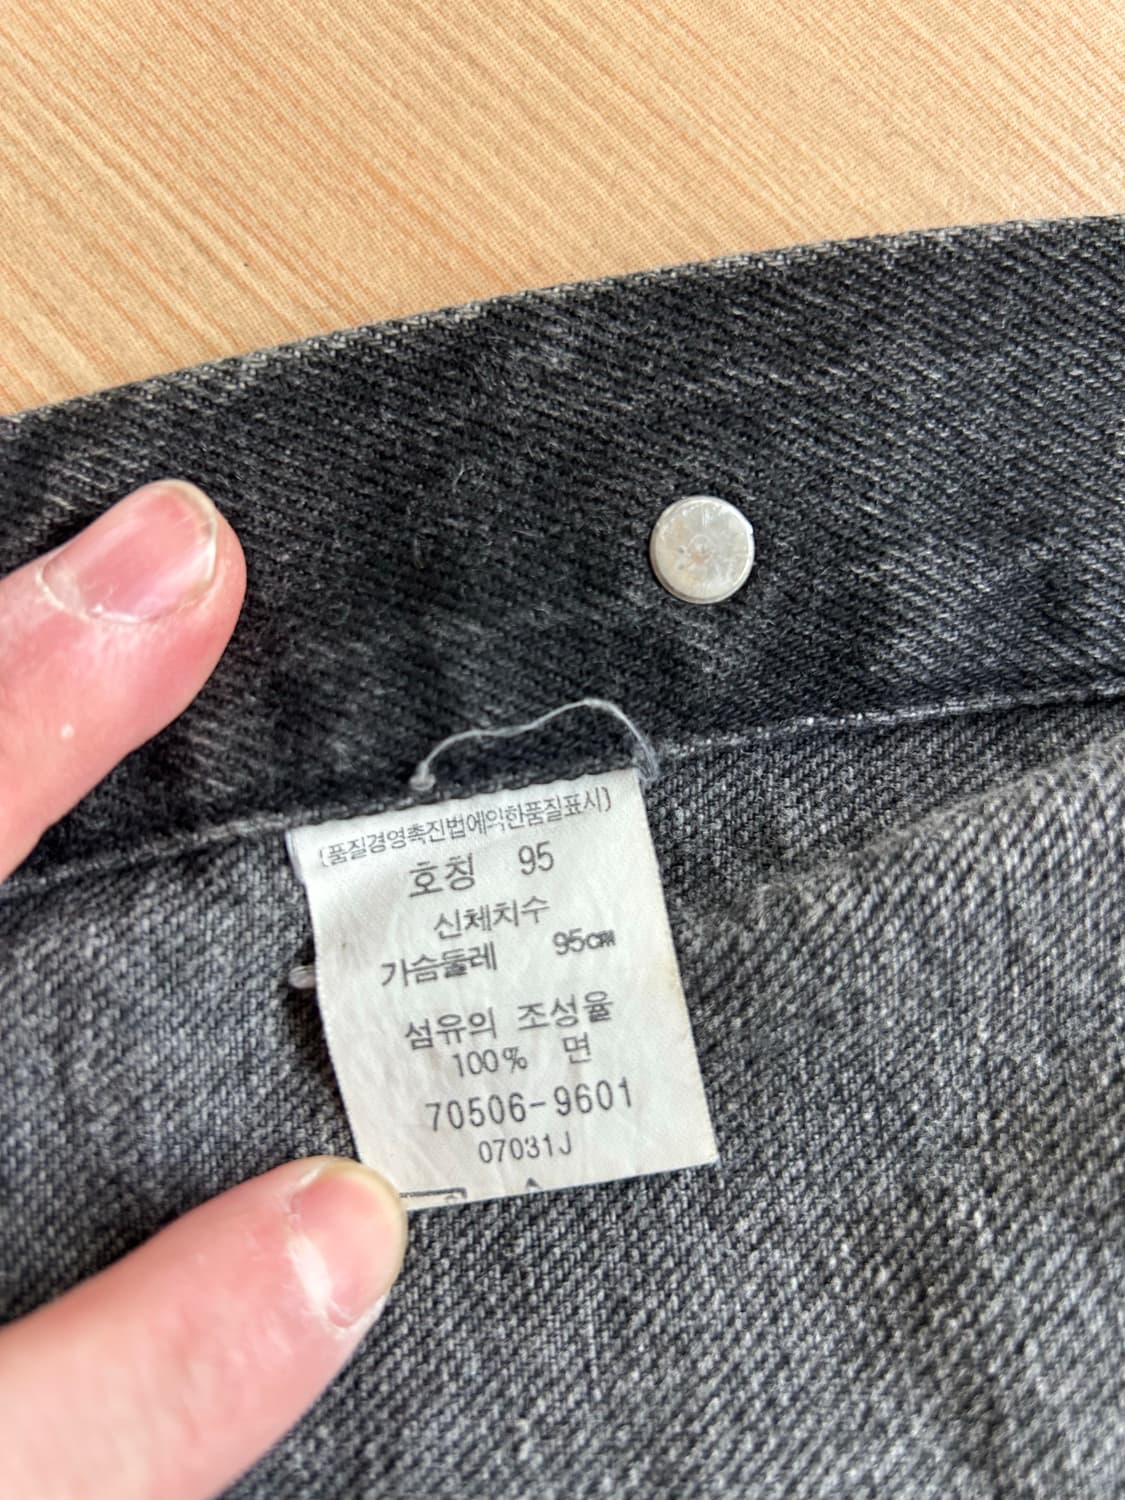 (품질경영촉진법에의한품질표시)
호칭 95
신체치수
가슴둘레 95cm
섬유의 조성율
100% 면
70506-9601
07031J